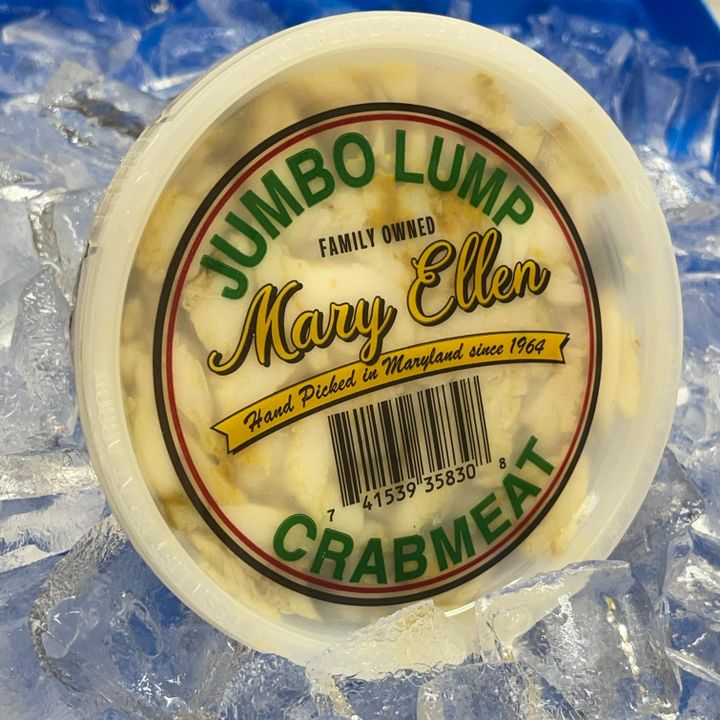 JUMBO LUMP
FAMILY OWNED
Mary Ellen
Hand Picked in Maryland since 1964
7 41539 35830 8
CRABMEAT